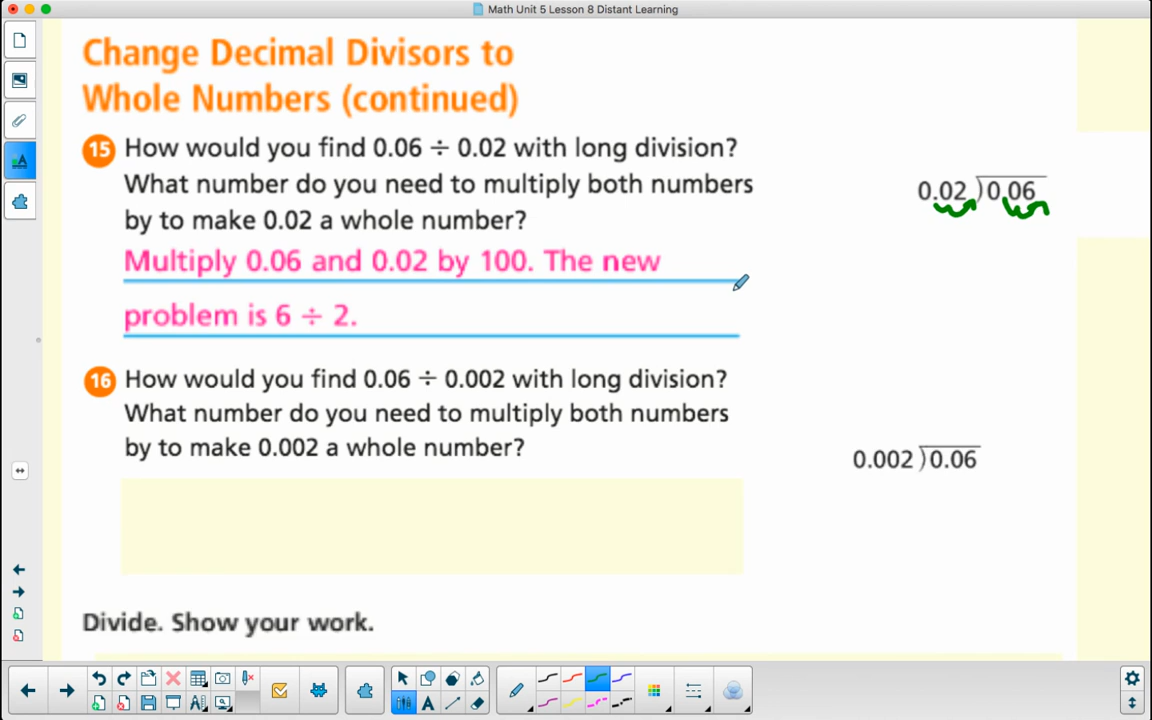 Math Unit 5 Lesson 8 Distant Learning
Change Decimal Divisors to
Whole Numbers (continued)
15 How would you find 0.06 ÷ 0.02 with long division?
What number do you need to multiply both numbers
by to make 0.02 a whole number?
0.02 ) 0.06
Multiply 0.06 and 0.02 by 100. The new
problem is 6 ÷ 2.
16 How would you find 0.06 ÷ 0.002 with long division?
What number do you need to multiply both numbers
by to make 0.002 a whole number?
0.002 ) 0.06
Divide. Show your work.